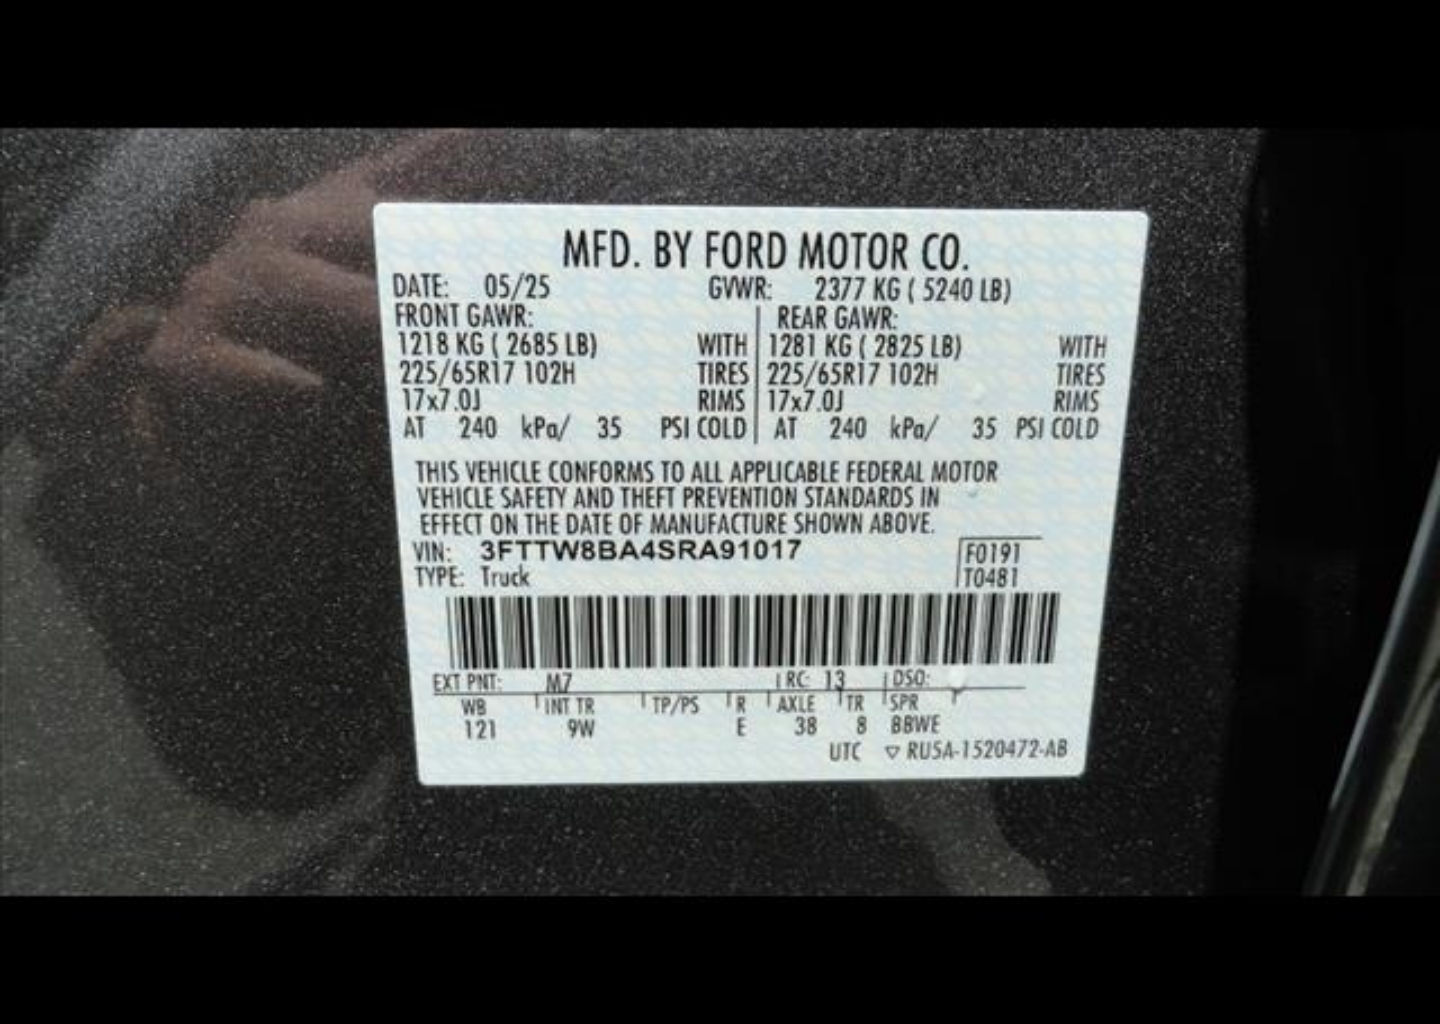 MFD. BY FORD MOTOR CO.
DATE: 05/25 GVWR: 2377 KG ( 5240 LB)
FRONT GAWR: REAR GAWR:
1218 KG ( 2685 LB) WITH 1281 KG ( 2825 LB) WITH
225/65R17 102H TIRES 225/65R17 102H TIRES
17x7.0J RIMS 17x7.0J RIMS
AT 240 kPa/ 35 PSI COLD AT 240 kPa/ 35 PSI COLD
THIS VEHICLE CONFORMS TO ALL APPLICABLE FEDERAL MOTOR
VEHICLE SAFETY AND THEFT PREVENTION STANDARDS IN
EFFECT ON THE DATE OF MANUFACTURE SHOWN ABOVE.
VIN: 3FTTW8BA4SRA91017 F0191
TYPE: Truck T0481
EXT PNT: M7 RC: 13 DSO:
WB INT TR TP/PS R AXLE TR SPR
121 9W E 38 8 BBWE
UTC ▽ RU5A-1520472-AB